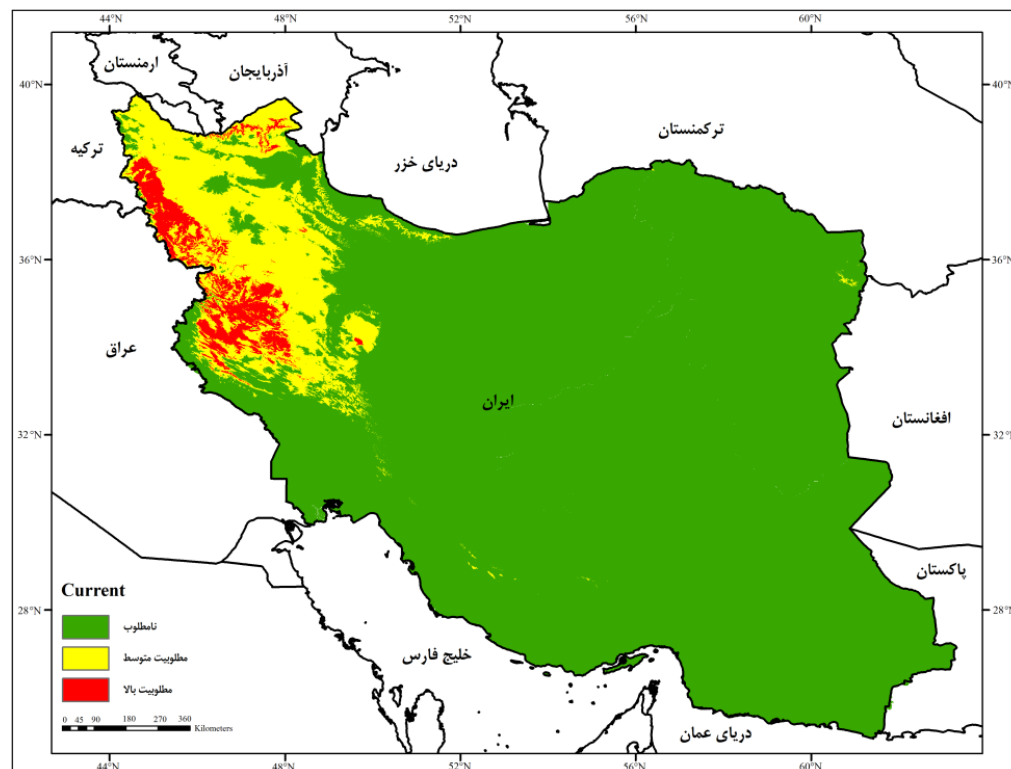 44°N 48°N 52°N 56°N 60°N
40°N 40°N
ارمنستان
آذربایجان
ترکمنستان
ترکیه
دریای خزر
36°N 36°N
عراق
ایران
افغانستان
32°N 32°N
پاکستان
28°N 28°N
خلیج فارس
دریای عمان
Current
نامطلوب
مطلوبیت متوسط
مطلوبیت بالا
0 45 90 180 270 360
Kilometers
44°N 48°N 52°N 56°N 60°N